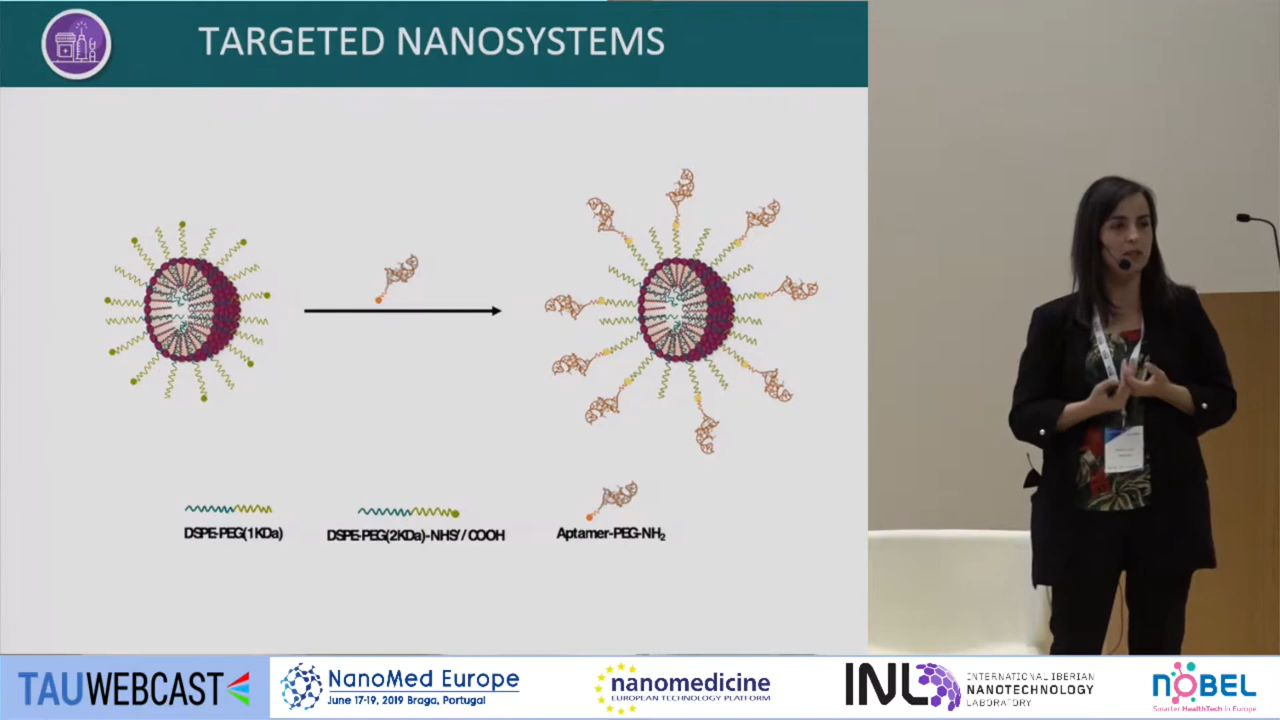 TARGETED NANOSYSTEMS
DSPE-PEG(1KDa)
DSPE-PEG(2KDa)-NHS//COOH
Aptamer-PEG-NH₂
TAUWEBCAST
NanoMed Europe
June 17-19, 2019 Braga, Portugal
nanomedicine
EUROPEAN TECHNOLOGY PLATFORM
INL
INTERNATIONAL IBERIAN
NANOTECHNOLOGY
LABORATORY
NOBEL
Smarter HealthTech in Europe